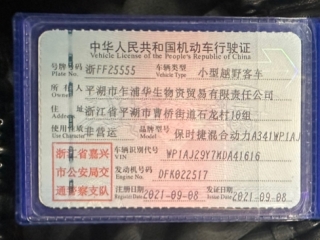 中华人民共和国机动车行驶证
Vehicle License of the People's Republic of China
号牌号码 浙FF25555 车辆类型 小型越野客车
Plate No. Vehicle Type
所有人 平湖市乍浦华生物资贸易有限责任公司
Owner
住址 浙江省平湖市曹桥街道石龙村10组
Address
使用性质 非营运 品牌型号 保时捷混合动力A341WP1AJ
Use Character Model
浙江省嘉兴 车辆识别代号 WP1AJ29Y7KDA41616
VIN
市公安局交 发动机号码 DFK022517
Engine No.
通警察支队 注册日期 2021-09-08 发证日期 2021-09-08
Register Date Issue Date